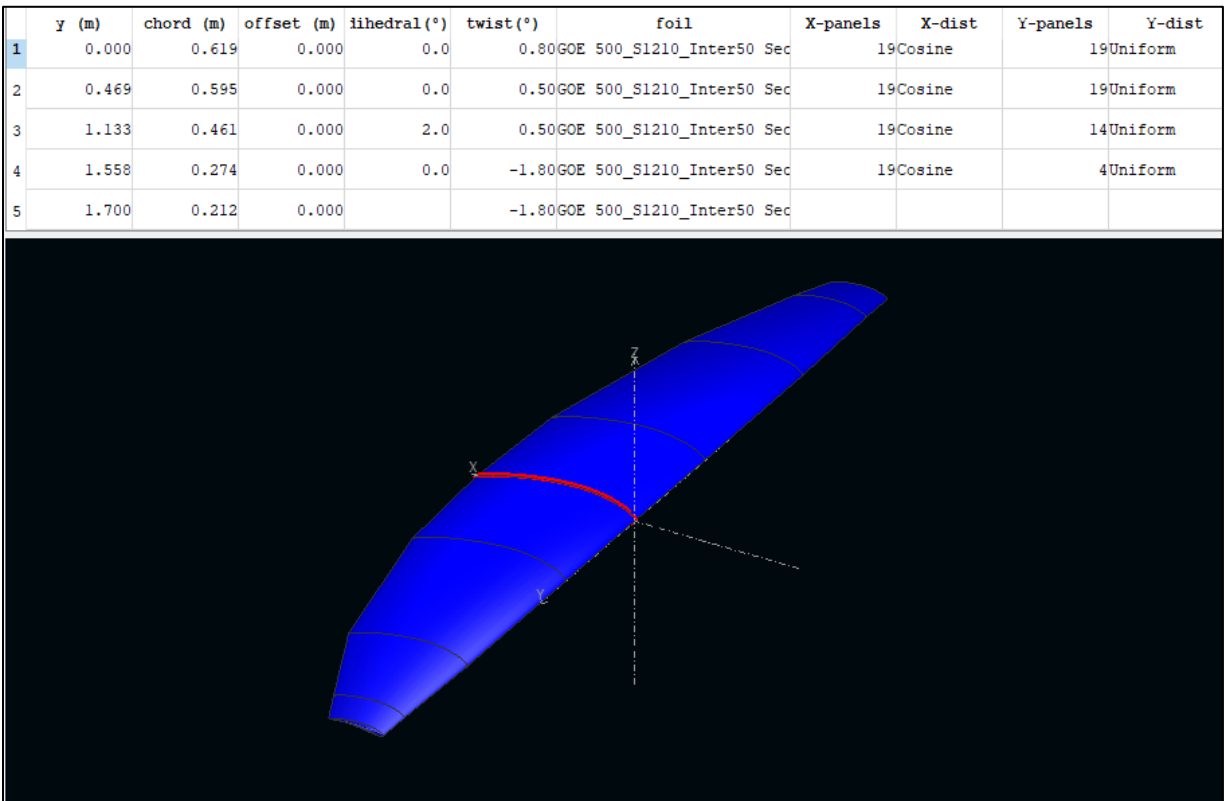 y (m) chord (m) offset (m) iihedral(°) twist(°) foil X-panels X-dist Y-panels Y-dist
1 0.000 0.619 0.000 0.0 0.80 GOE 500_S1210_Inter50 Sec 19 Cosine 19 Uniform
2 0.469 0.595 0.000 0.0 0.50 GOE 500_S1210_Inter50 Sec 19 Cosine 19 Uniform
3 1.133 0.461 0.000 2.0 0.50 GOE 500_S1210_Inter50 Sec 19 Cosine 14 Uniform
4 1.558 0.274 0.000 0.0 -1.80 GOE 500_S1210_Inter50 Sec 19 Cosine 4 Uniform
5 1.700 0.212 0.000 -1.80 GOE 500_S1210_Inter50 Sec
Z
X
Y